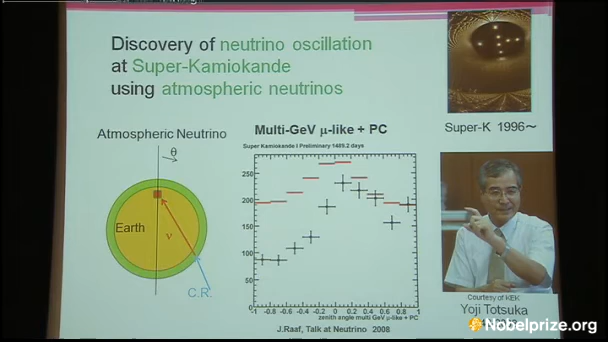 Discovery of neutrino oscillation
at Super-Kamiokande
using atmospheric neutrinos
Super-K 1996~
Atmospheric Neutrino
θ
Earth
ν
C.R.
Multi-GeV μ-like + PC
Super Kamiokande I Preliminary 1489.2 days
250
200
150
100
50
0
-1 -0.8 -0.6 -0.4 -0.2 0 0.2 0.4 0.6 0.8 1
zenith angle multi GeV μ-like + PC
J.Raaf, Talk at Neutrino 2008
Courtesy of KEK
Yoji Totsuka
Nobelprize.org